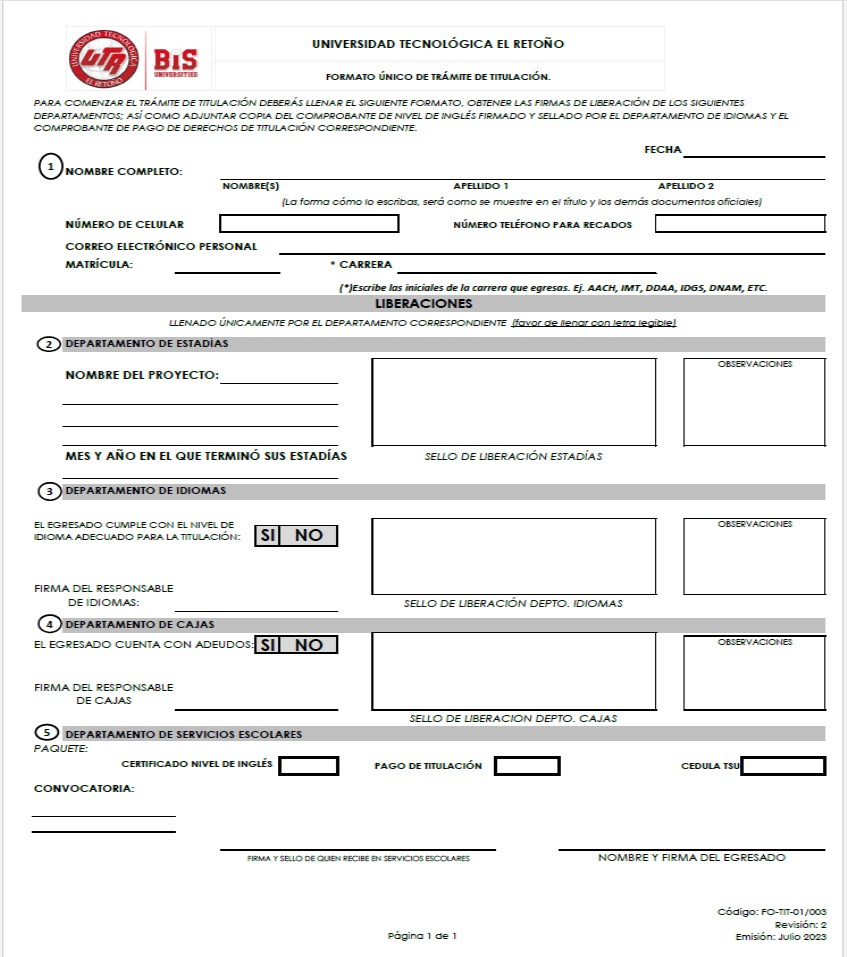 UNIVERSIDAD TECNOLÓGICA
UTR
EL RETOÑO
BIS
UNIVERSITIES
UNIVERSIDAD TECNOLÓGICA EL RETOÑO
FORMATO ÚNICO DE TRÁMITE DE TITULACIÓN.
PARA COMENZAR EL TRÁMITE DE TITULACIÓN DEBERÁS LLENAR EL SIGUIENTE FORMATO, OBTENER LAS FIRMAS DE LIBERACIÓN DE LOS SIGUIENTES
DEPARTAMENTOS; ASÍ COMO ADJUNTAR COPIA DEL COMPROBANTE DE NIVEL DE INGLÉS FIRMADO Y SELLADO POR EL DEPARTAMENTO DE IDIOMAS Y EL
COMPROBANTE DE PAGO DE DERECHOS DE TITULACIÓN CORRESPONDIENTE.
FECHA
1 NOMBRE COMPLETO:
NOMBRE(S) APELLIDO 1 APELLIDO 2
(La forma cómo lo escribas, será como se muestre en el título y los demás documentos oficiales)
NÚMERO DE CELULAR NÚMERO TELÉFONO PARA RECADOS
CORREO ELECTRÓNICO PERSONAL
MATRÍCULA: * CARRERA
(*)Escribe las iniciales de la carrera que egresas. Ej. AACH, IMT, DDAA, IDGS, DNAM, ETC.
LIBERACIONES
LLENADO ÚNICAMENTE POR EL DEPARTAMENTO CORRESPONDIENTE (favor de llenar con letra legible)
2 DEPARTAMENTO DE ESTADÍAS
OBSERVACIONES
NOMBRE DEL PROYECTO:
MES Y AÑO EN EL QUE TERMINÓ SUS ESTADÍAS SELLO DE LIBERACIÓN ESTADÍAS
3 DEPARTAMENTO DE IDIOMAS
OBSERVACIONES
EL EGRESADO CUMPLE CON EL NIVEL DE
IDIOMA ADECUADO PARA LA TITULACIÓN: SI NO
FIRMA DEL RESPONSABLE
DE IDIOMAS: SELLO DE LIBERACIÓN DEPTO. IDIOMAS
4 DEPARTAMENTO DE CAJAS
EL EGRESADO CUENTA CON ADEUDOS: SI NO OBSERVACIONES
FIRMA DEL RESPONSABLE
DE CAJAS
SELLO DE LIBERACION DEPTO. CAJAS
5 DEPARTAMENTO DE SERVICIOS ESCOLARES
PAQUETE:
CERTIFICADO NIVEL DE INGLÉS PAGO DE TITULACIÓN CEDULA TSU
CONVOCATORIA:
FIRMA Y SELLO DE QUIEN RECIBE EN SERVICIOS ESCOLARES NOMBRE Y FIRMA DEL EGRESADO
Código: FO-TIT-01/003
Revisión: 2
Página 1 de 1 Emisión: Julio 2023